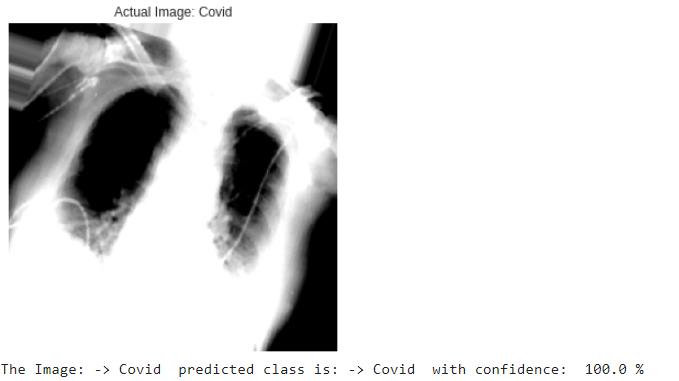 Actual Image: Covid
The Image: -> Covid  predicted class is: -> Covid  with confidence:  100.0 %